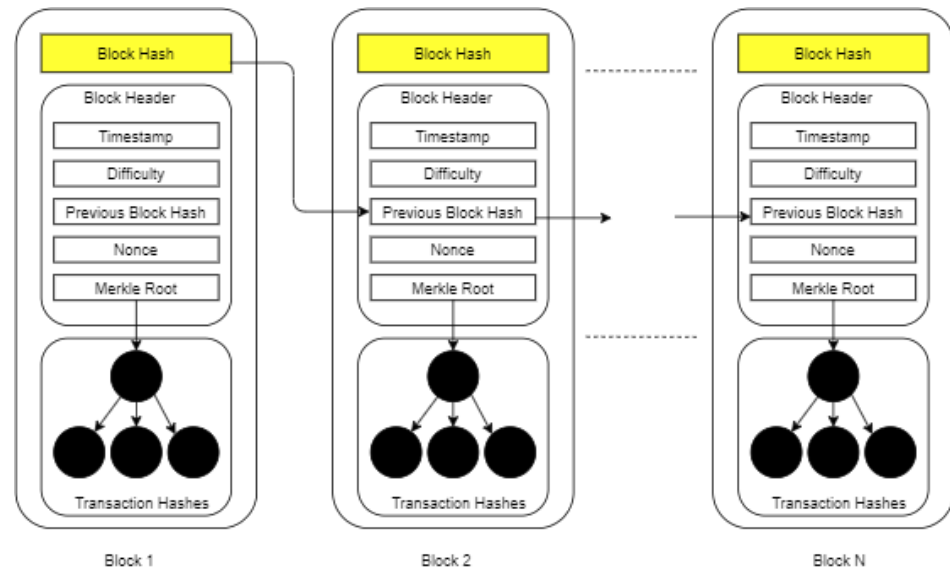 Block Hash
Block Header
Timestamp
Difficulty
Previous Block Hash
Nonce
Merkle Root
Transaction Hashes
Block 1
Block Hash
Block Header
Timestamp
Difficulty
Previous Block Hash
Nonce
Merkle Root
Transaction Hashes
Block 2
Block Hash
Block Header
Timestamp
Difficulty
Previous Block Hash
Nonce
Merkle Root
Transaction Hashes
Block N